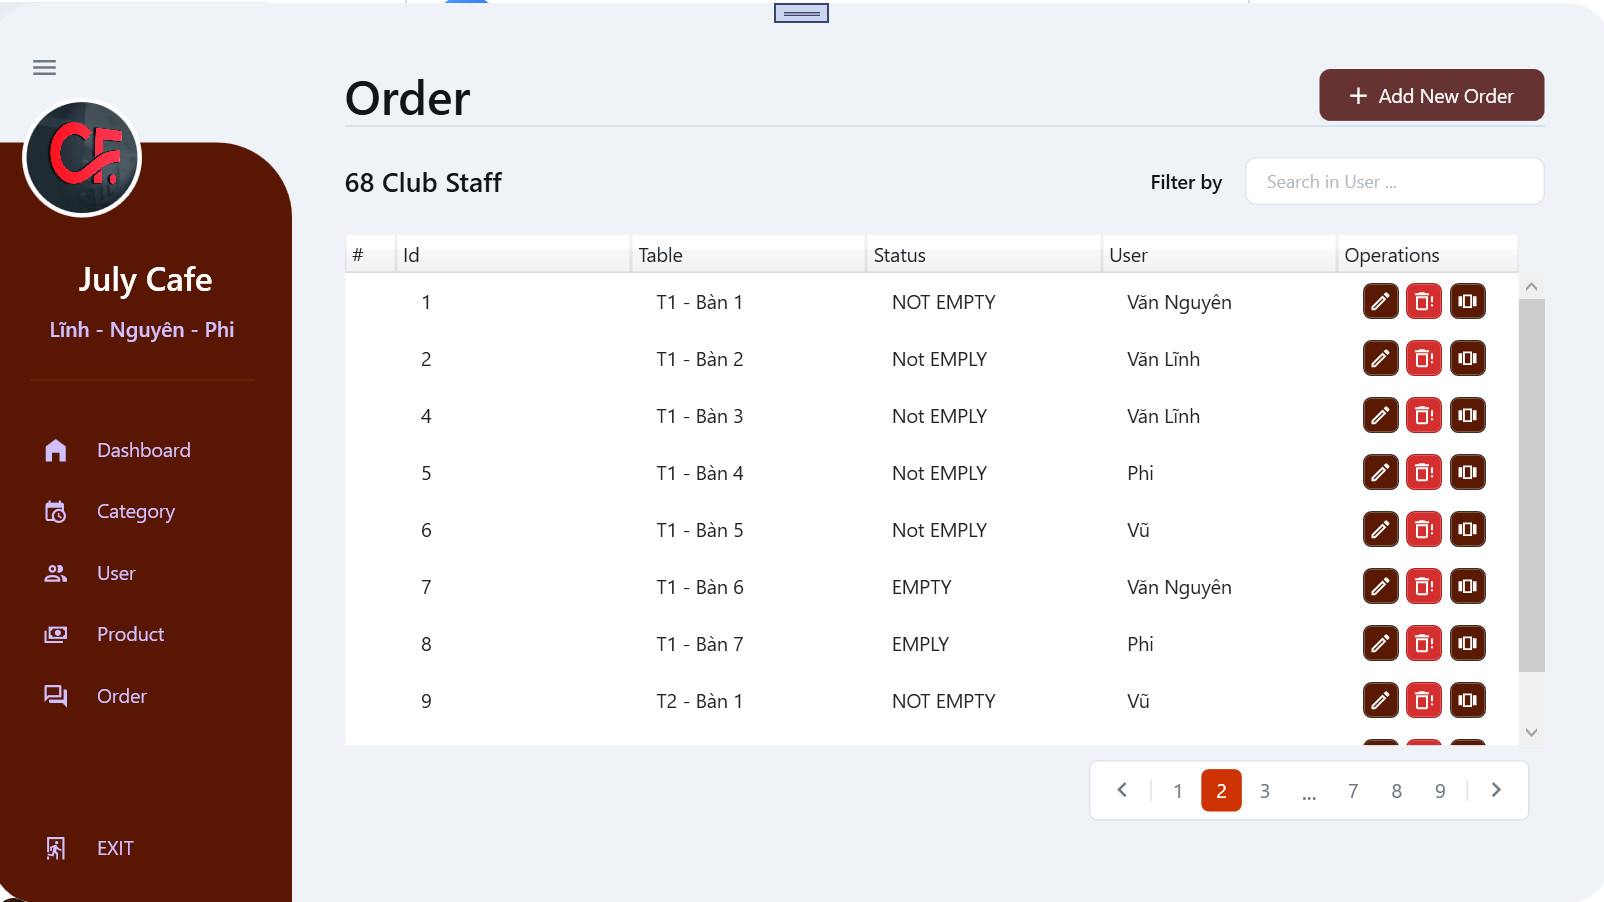 Order
+ Add New Order
CF.
68 Club Staff
Filter by
Search in User ...
July Cafe
Lĩnh - Nguyên - Phi
Dashboard
Category
User
Product
Order
EXIT
# Id Table Status User Operations
1 T1 - Bàn 1 NOT EMPTY Văn Nguyên
2 T1 - Bàn 2 Not EMPLY Văn Lĩnh
4 T1 - Bàn 3 Not EMPLY Văn Lĩnh
5 T1 - Bàn 4 Not EMPLY Phi
6 T1 - Bàn 5 Not EMPLY Vũ
7 T1 - Bàn 6 EMPTY Văn Nguyên
8 T1 - Bàn 7 EMPLY Phi
9 T2 - Bàn 1 NOT EMPTY Vũ
1 2 3 ... 7 8 9